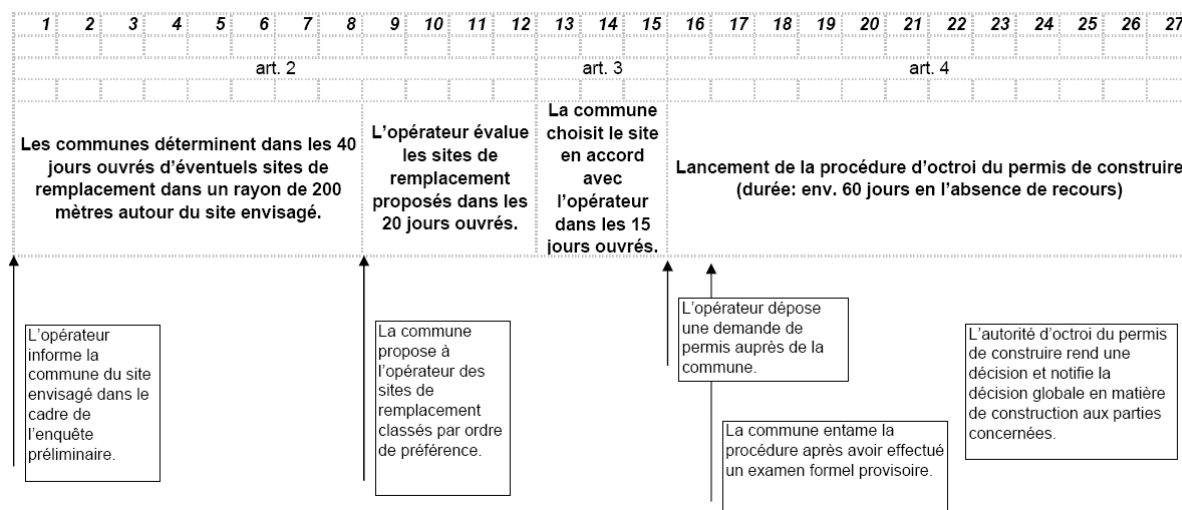 1 2 3 4 5 6 7 8 9 10 11 12 13 14 15 16 17 18 19 20 21 22 23 24 25 26 27
art. 2 art. 3 art. 4
Les communes déterminent dans les 40
jours ouvrés d'éventuels sites de
remplacement dans un rayon de 200
mètres autour du site envisagé.
L'opérateur évalue
les sites de
remplacement
proposés dans les
20 jours ouvrés.
La commune
choisit le site
en accord
avec
l'opérateur
dans les 15
jours ouvrés.
Lancement de la procédure d'octroi du permis de construire
(durée: env. 60 jours en l'absence de recours)
L'opérateur
informe la
commune du site
envisagé dans le
cadre de
l'enquête
préliminaire.
La commune
propose à
l'opérateur des
sites de
remplacement
classés par ordre
de préférence.
L'opérateur dépose
une demande de
permis auprès de la
commune.
La commune entame la
procédure après avoir effectué
un examen formel provisoire.
L'autorité d'octroi du permis
de construire rend une
décision et notifie la
décision globale en matière
de construction aux parties
concernées.